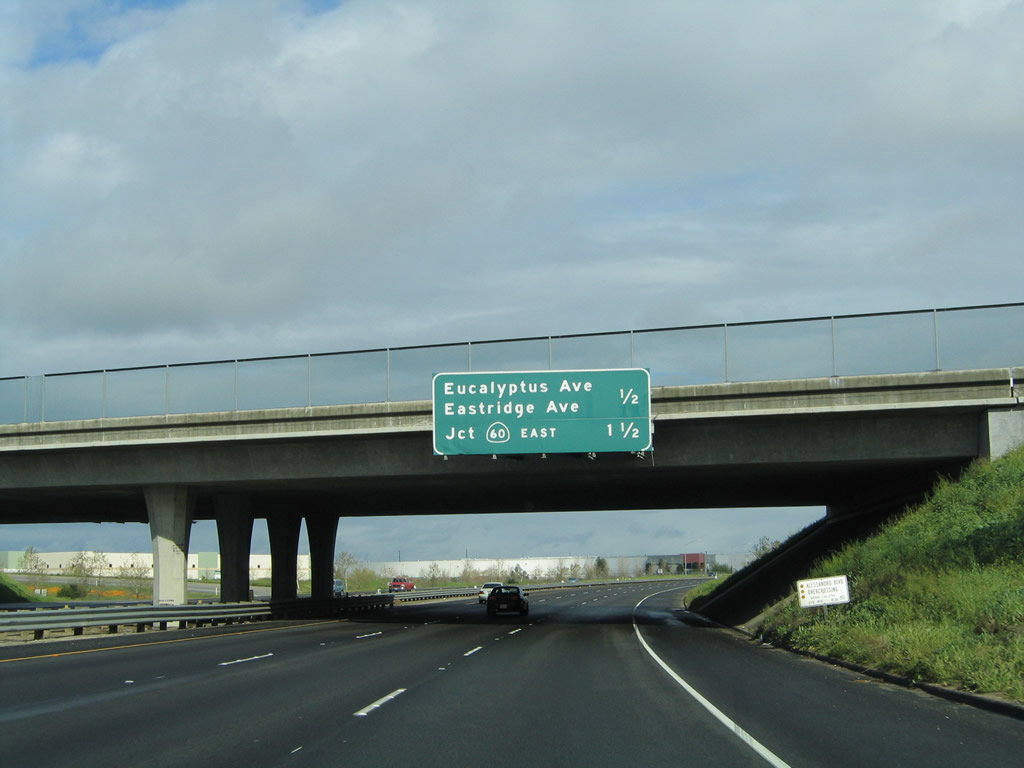 Eucalyptus Ave 1/2
Eastridge Ave
Jct 60 EAST 1 1/2
ALESSANDRO BLVD
OVERCROSSING